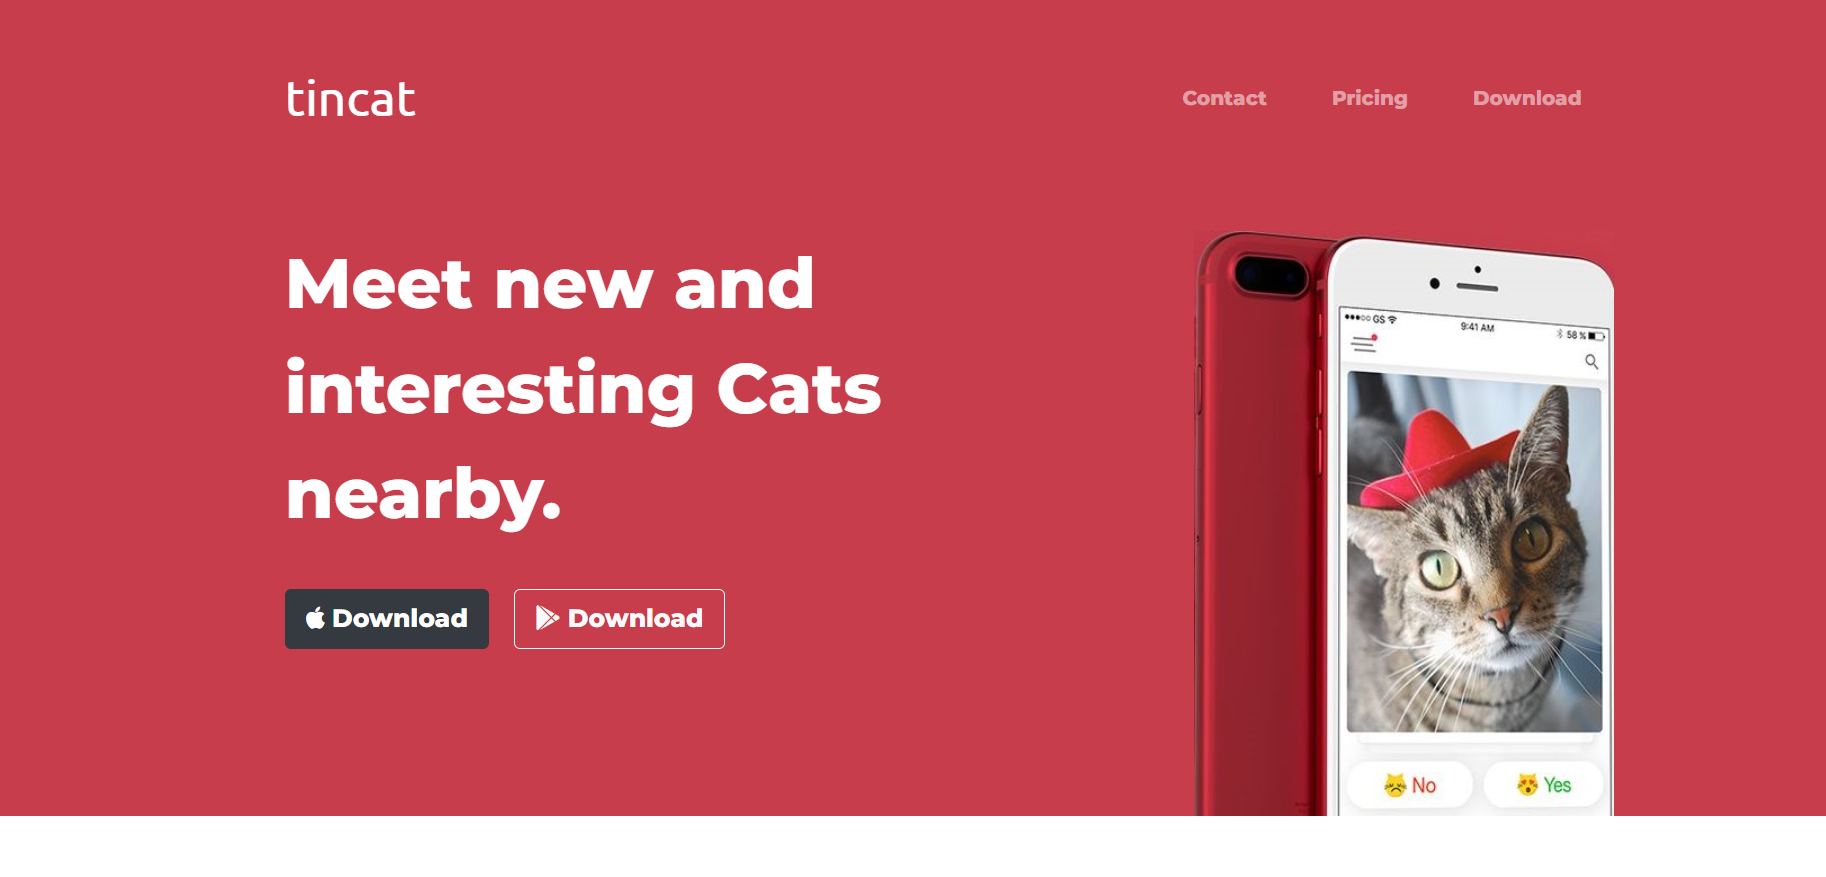 tincat
Contact Pricing Download
Meet new and
interesting Cats
nearby.
Download Download
GS 9:41 AM 58 %
No Yes